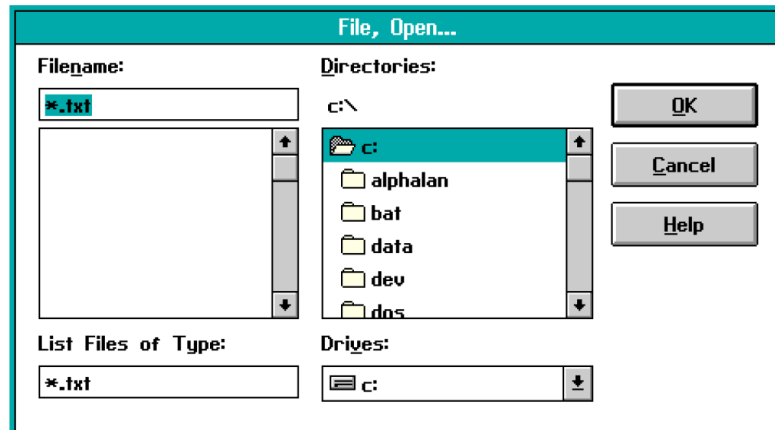 File, Open...
Filename:
*.txt
Directories:
c:\
c:
alphalan
bat
data
dev
dos
OK
Cancel
Help
List Files of Type:
*.txt
Drives:
c: